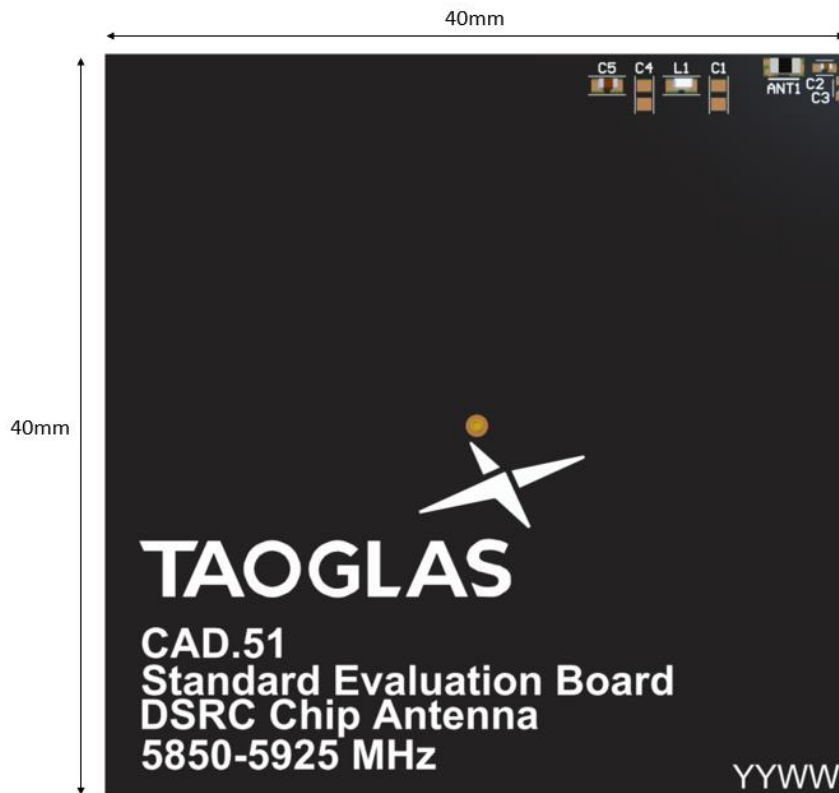 40mm
C5 C4 L1 C1
ANT1 C2
C3
40mm
TAOGLAS
CAD.51
Standard Evaluation Board
DSRC Chip Antenna
5850-5925 MHz
YYWW